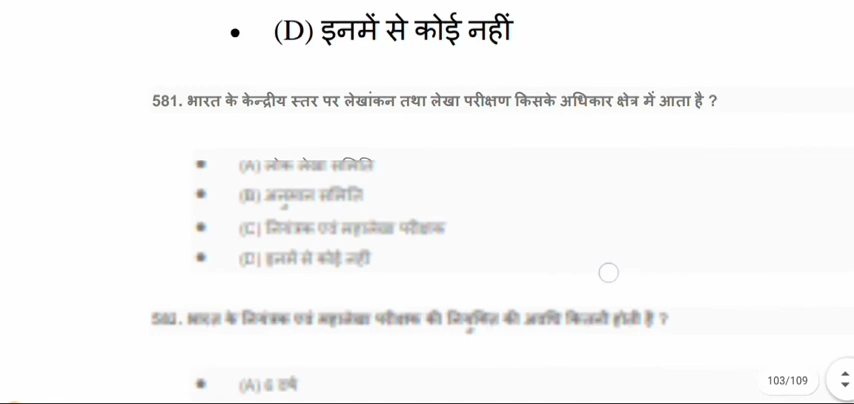 • (D) इनमें से कोई नहीं
581. भारत के केन्द्रीय स्तर पर लेखांकन तथा लेखा परीक्षण किसके अधिकार क्षेत्र में आता है ?
• (A) लोक लेखा समिति
• (B) अनुमान समिति
• (C) नियंत्रक एवं महालेखा परीक्षक
• (D) इनमें से कोई नहीं
582. भारत के नियंत्रक एवं महालेखा परीक्षक की नियुक्ति की अवधि कितनी होती है ?
• (A) 6 वर्ष
103/109